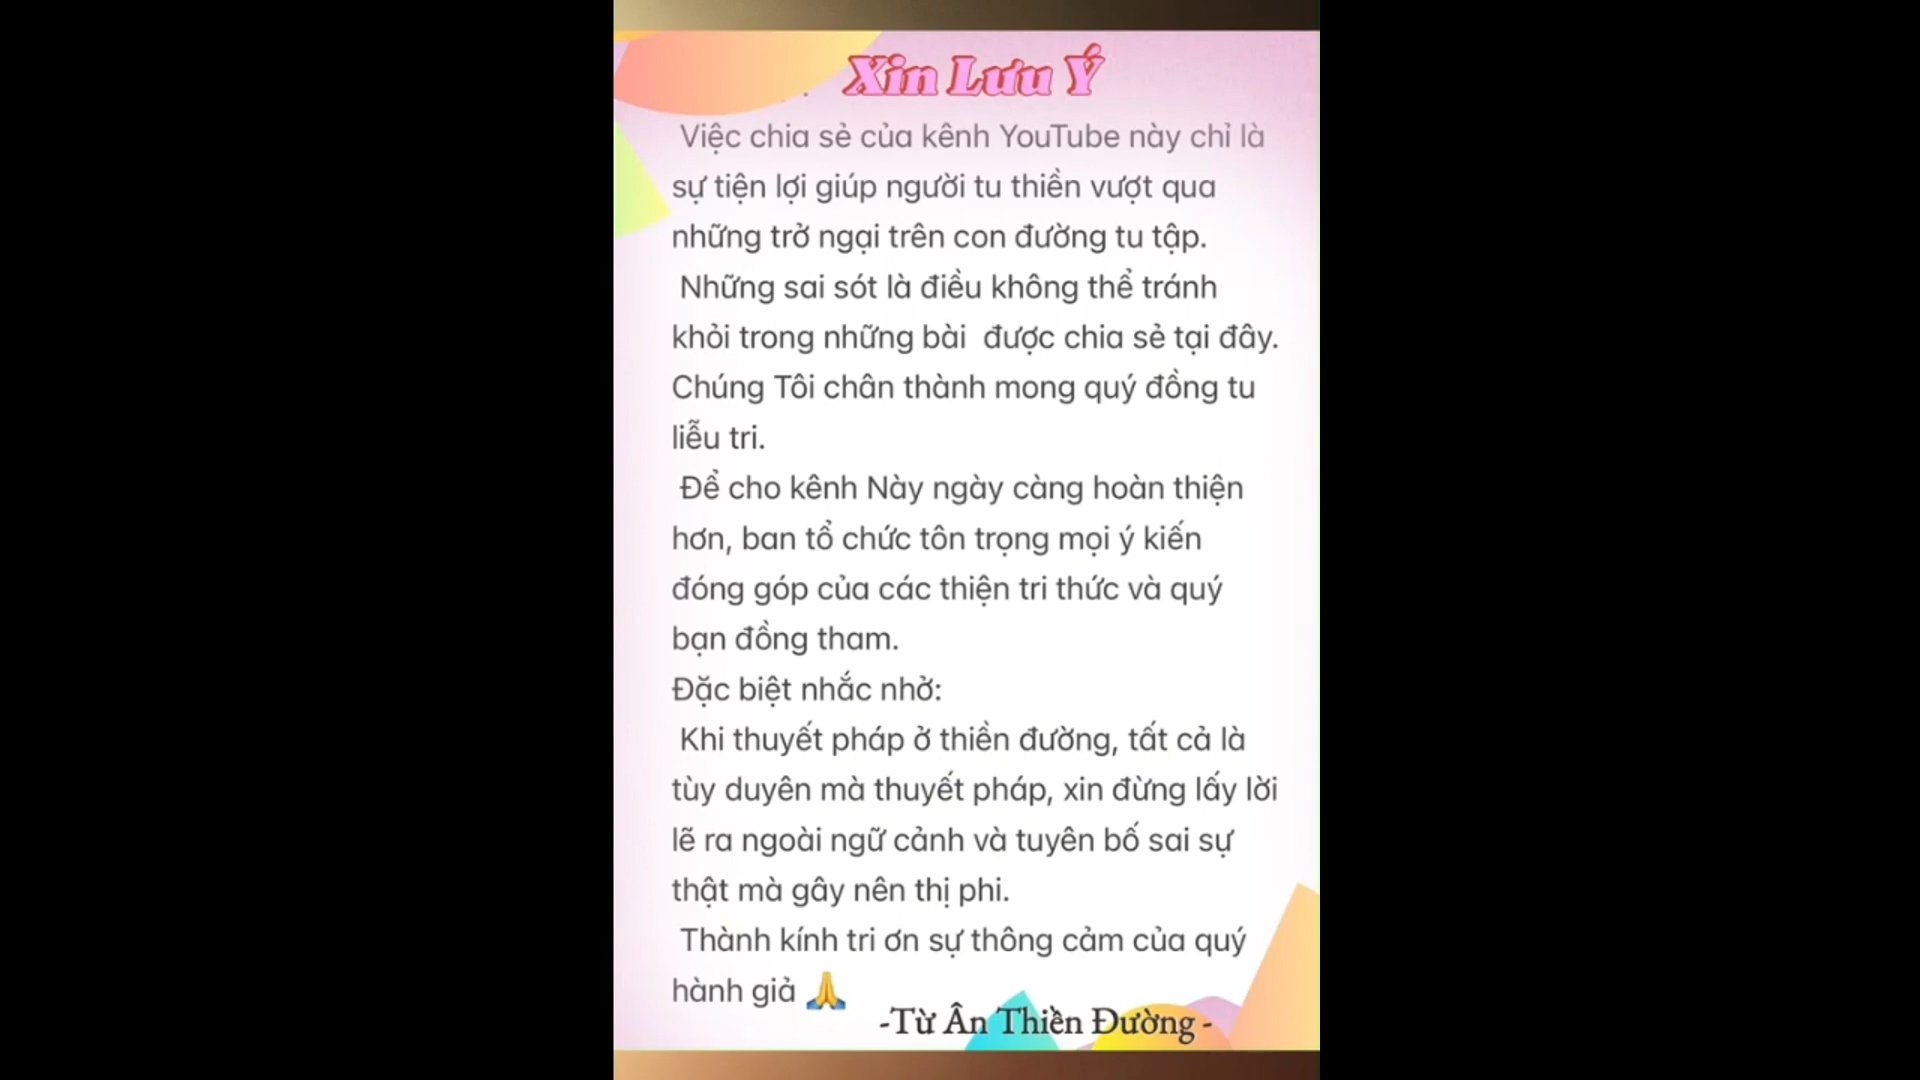 Xin Lưu Ý
Việc chia sẻ của kênh YouTube này chỉ là
sự tiện lợi giúp người tu thiền vượt qua
những trở ngại trên con đường tu tập.
Những sai sót là điều không thể tránh
khỏi trong những bài  được chia sẻ tại đây.
Chúng Tôi chân thành mong quý đồng tu
liễu tri.
Để cho kênh Này ngày càng hoàn thiện
hơn, ban tổ chức tôn trọng mọi ý kiến
đóng góp của các thiện tri thức và quý
bạn đồng tham.
Đặc biệt nhắc nhở:
Khi thuyết pháp ở thiền đường, tất cả là
tùy duyên mà thuyết pháp, xin đừng lấy lời
lẽ ra ngoài ngữ cảnh và tuyên bố sai sự
thật mà gây nên thị phi.
Thành kính tri ơn sự thông cảm của quý
hành giả 🙏
-Từ Ân Thiền Đường -